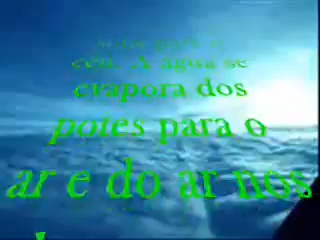 céu. A água se
evapora dos
potes para o
ar e do ar nos